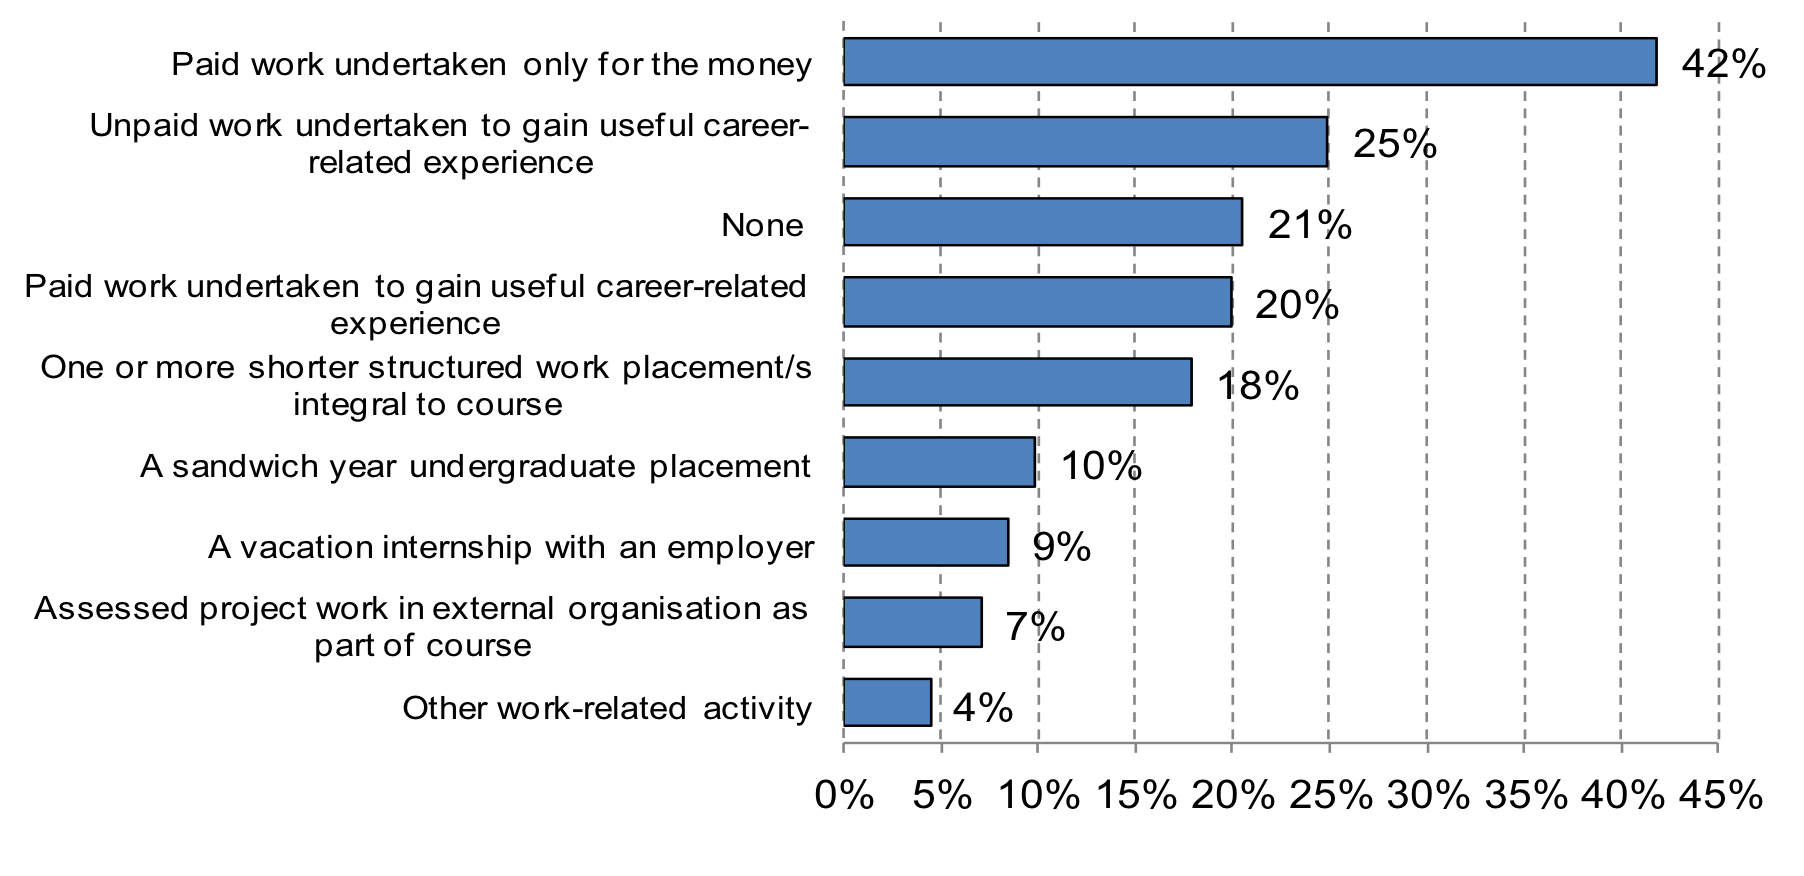 Paid work undertaken only for the money
42%
Unpaid work undertaken to gain useful career-
related experience
25%
None
21%
Paid work undertaken to gain useful career-related
experience
20%
One or more shorter structured work placement/s
integral to course
18%
A sandwich year undergraduate placement
10%
A vacation internship with an employer
9%
Assessed project work in external organisation as
part of course
7%
Other work-related activity
4%
0% 5% 10% 15% 20% 25% 30% 35% 40% 45%